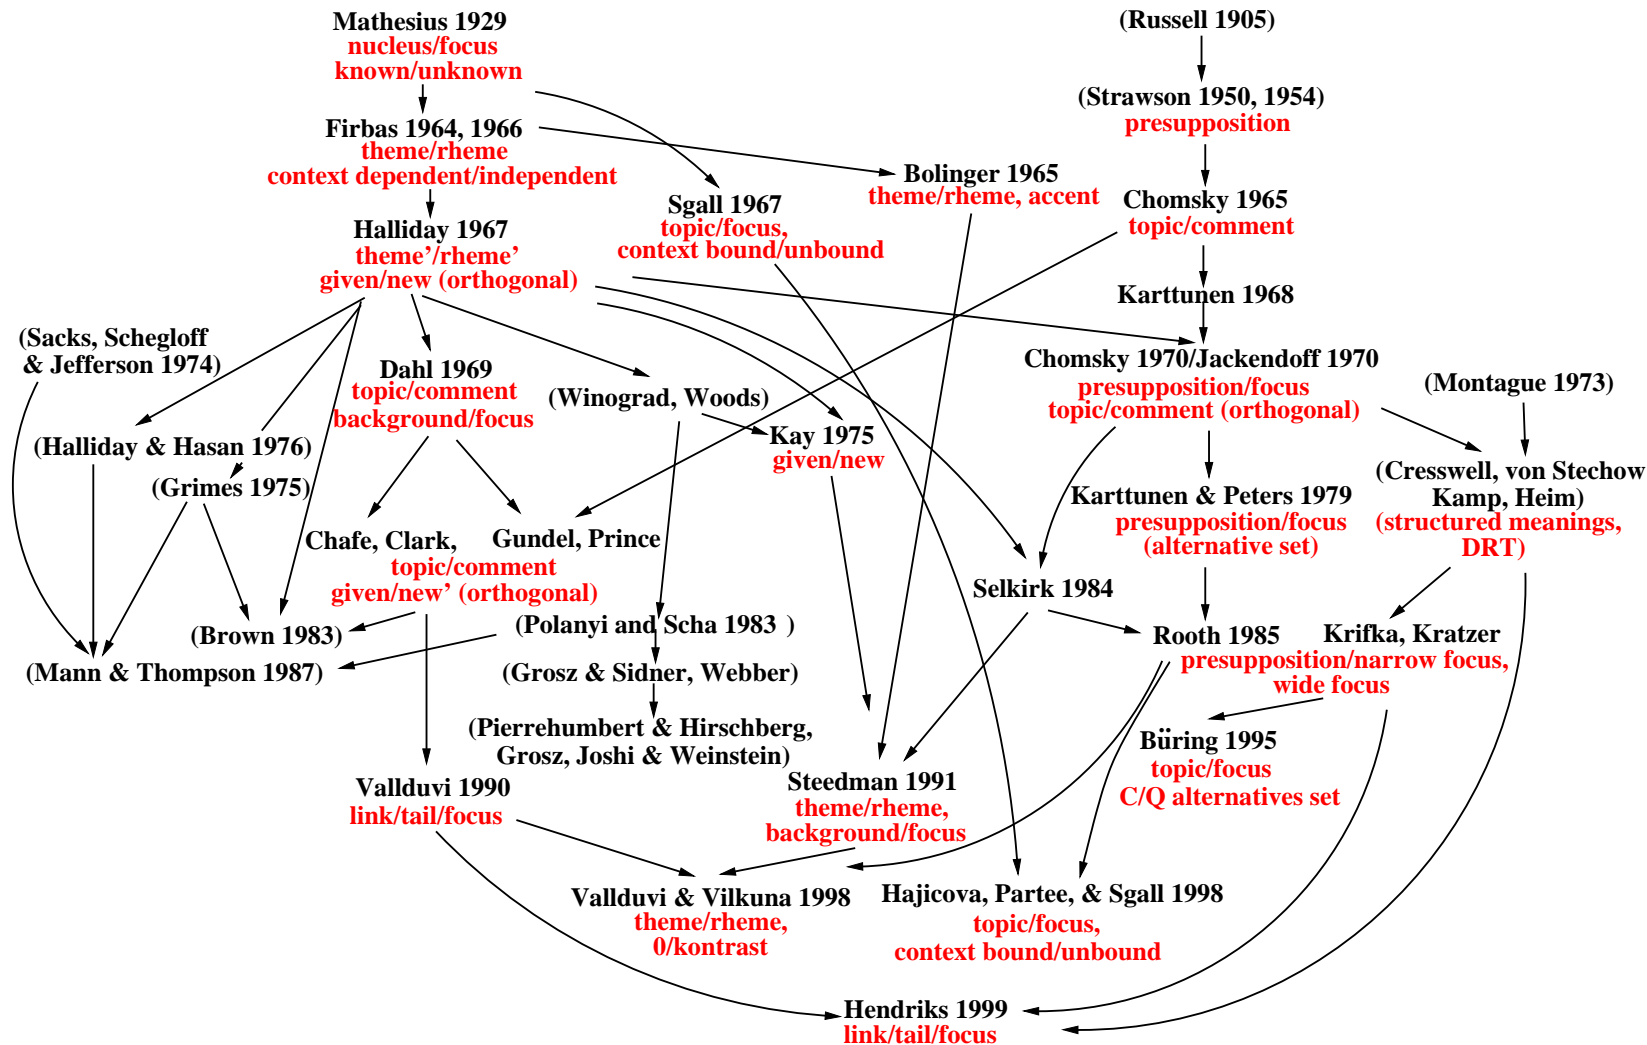 Mathesius 1929
nucleus/focus
known/unknown
(Russell 1905)
(Strawson 1950, 1954)
presupposition
Firbas 1964, 1966
theme/rheme
context dependent/independent
Bolinger 1965
theme/rheme, accent
Sgall 1967
topic/focus,
context bound/unbound
Chomsky 1965
topic/comment
Halliday 1967
theme’/rheme’
given/new (orthogonal)
Karttunen 1968
(Sacks, Schegloff
& Jefferson 1974)
Dahl 1969
topic/comment
background/focus
(Winograd, Woods)
Chomsky 1970/Jackendoff 1970
presupposition/focus
topic/comment (orthogonal)
(Montague 1973)
(Halliday & Hasan 1976)
(Grimes 1975)
Kay 1975
given/new
Karttunen & Peters 1979
presupposition/focus
(alternative set)
(Cresswell, von Stechow
Kamp, Heim)
(structured meanings,
DRT)
Chafe, Clark,
Gundel, Prince
topic/comment
given/new’ (orthogonal)
Selkirk 1984
(Brown 1983)
(Polanyi and Scha 1983 )
Rooth 1985
Krifka, Kratzer
presupposition/narrow focus,
wide focus
(Mann & Thompson 1987)
(Grosz & Sidner, Webber)
(Pierrehumbert & Hirschberg,
Grosz, Joshi & Weinstein)
Büring 1995
topic/focus
C/Q alternatives set
Vallduvi 1990
link/tail/focus
Steedman 1991
theme/rheme,
background/focus
Vallduvi & Vilkuna 1998
theme/rheme,
0/kontrast
Hajicova, Partee, & Sgall 1998
topic/focus,
context bound/unbound
Hendriks 1999
link/tail/focus